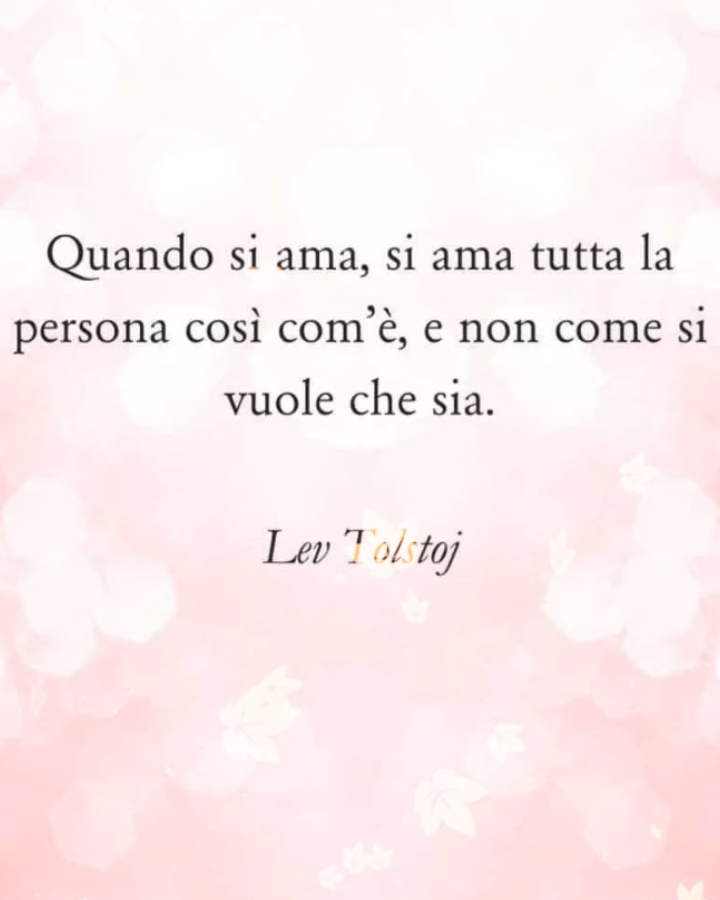 Quando si ama, si ama tutta la
persona così com’è, e non come si
vuole che sia.
Lev Tolstoj